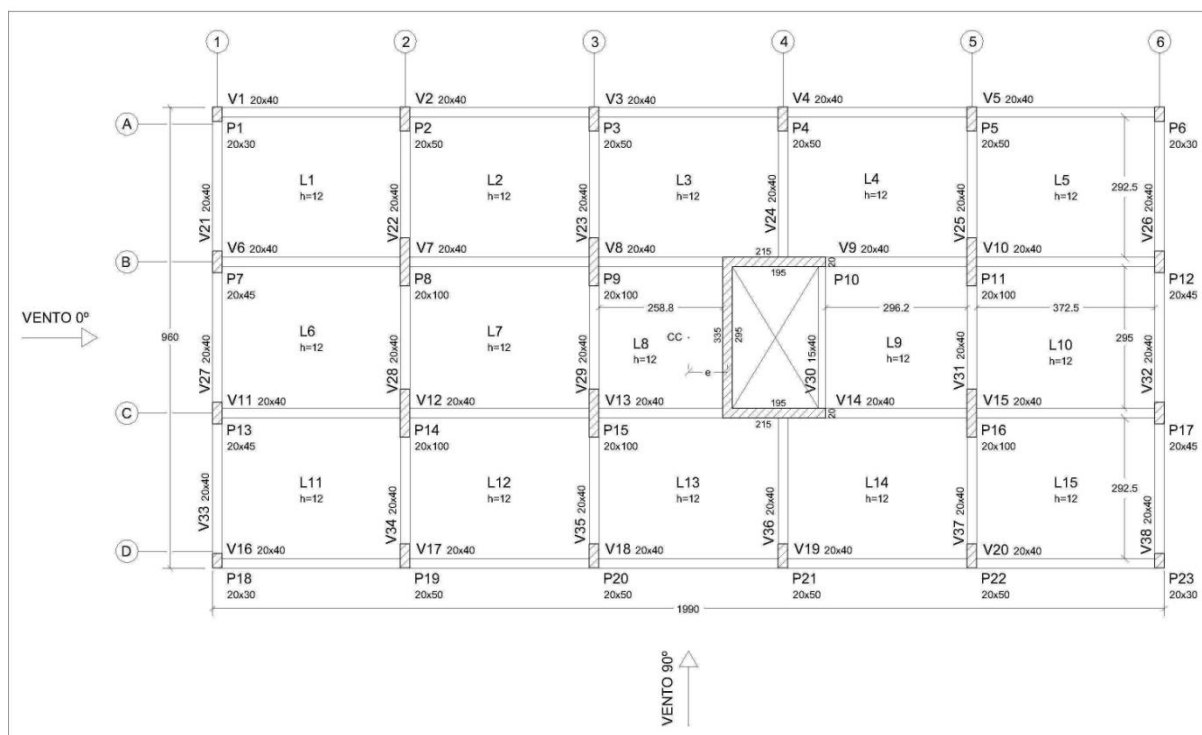 1 2 3 4 5 6
V1 20x40 V2 20x40 V3 20x40 V4 20x40 V5 20x40
A
P1 P2 P3 P4 P5 P6
20x30 20x50 20x50 20x50 20x50 20x30
L1 L2 L3 L4 L5
h=12 h=12 h=12 h=12 h=12
292.5
V21 20x40 V22 20x40 V23 20x40 V24 20x40 V25 20x40 V26 20x40
V6 20x40 V7 20x40 V8 20x40 215 V9 20x40 V10 20x40
B
195 20
P7 P8 P9 P10 P11 P12
20x45 20x100 20x100 20x100 20x45
258.8 296.2 372.5
VENTO 0º
960
L6 L7 L8 CC 335 295 L9 L10 295
h=12 h=12 h=12 h=12 h=12
e
V27 20x40 V28 20x40 V29 20x40 V30 15x40 V31 20x40 V32 20x40
195
V11 20x40 V12 20x40 V13 20x40 V14 20x40 V15 20x40
C
215 20
P13 P14 P15 P16 P17
20x45 20x100 20x100 20x100 20x45
L11 L12 L13 L14 L15
h=12 h=12 h=12 h=12 h=12
292.5
V33 20x40 V34 20x40 V35 20x40 V36 20x40 V37 20x40 V38 20x40
V16 20x40 V17 20x40 V18 20x40 V19 20x40 V20 20x40
D
P18 P19 P20 P21 P22 P23
20x30 20x50 20x50 20x50 20x50 20x30
1990
VENTO 90º